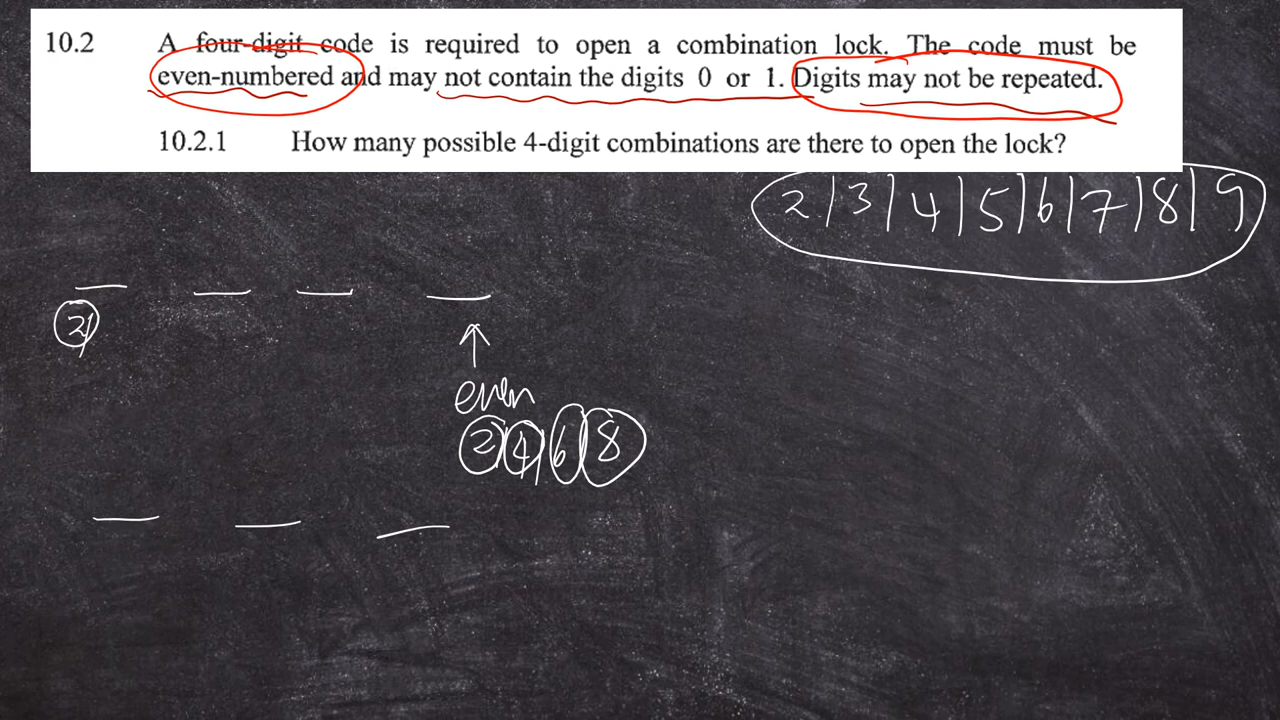 10.2 A four-digit code is required to open a combination lock. The code must be
even-numbered and may not contain the digits 0 or 1. Digits may not be repeated.
10.2.1 How many possible 4-digit combinations are there to open the lock?
2 | 3 | 4 | 5 | 6 | 7 | 8 | 9
2
even
2 4 6 8